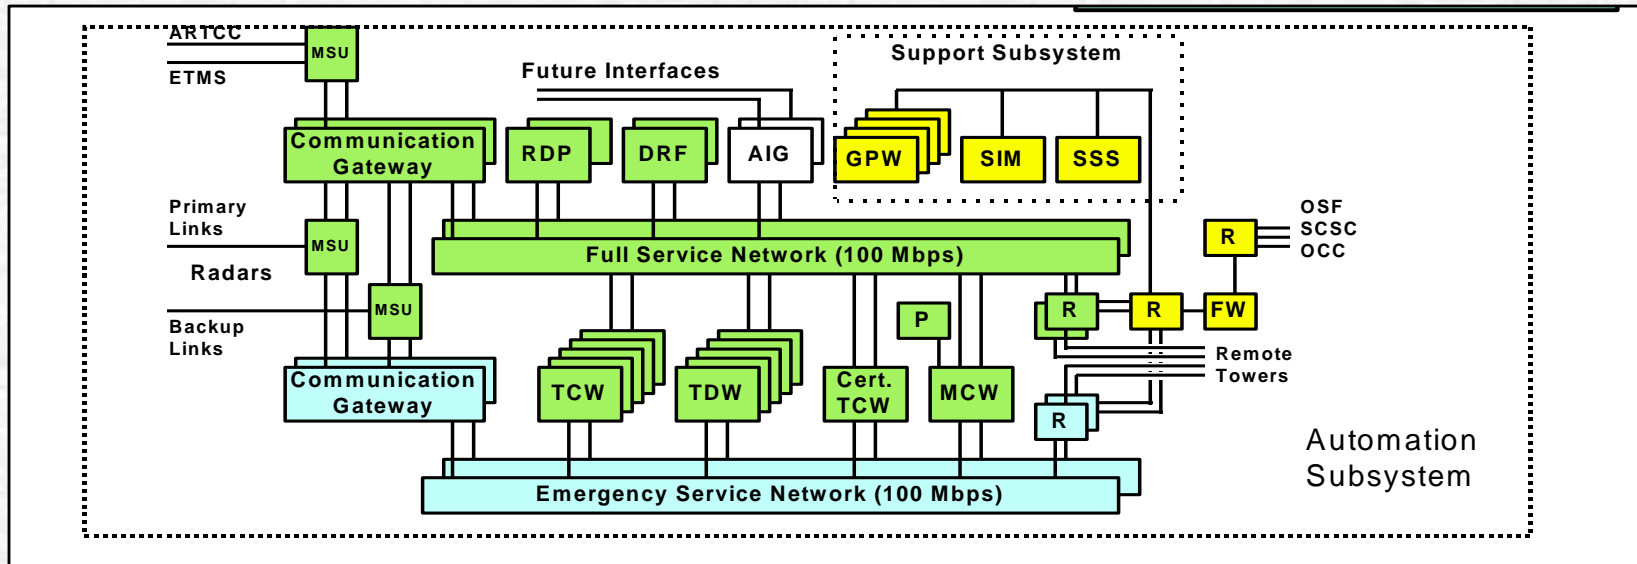 ARTCC
ETMS
MSU
Future Interfaces
Support Subsystem
Communication
Gateway
RDP
DRF
AIG
GPW
SIM
SSS
Primary
Links
MSU
Radars
Full Service Network (100 Mbps)
R
OSF
SCSC
OCC
MSU
Backup
Links
P
R
R
FW
Remote
Towers
Communication
Gateway
TCW
TDW
Cert.
TCW
MCW
R
Automation
Subsystem
Emergency Service Network (100 Mbps)